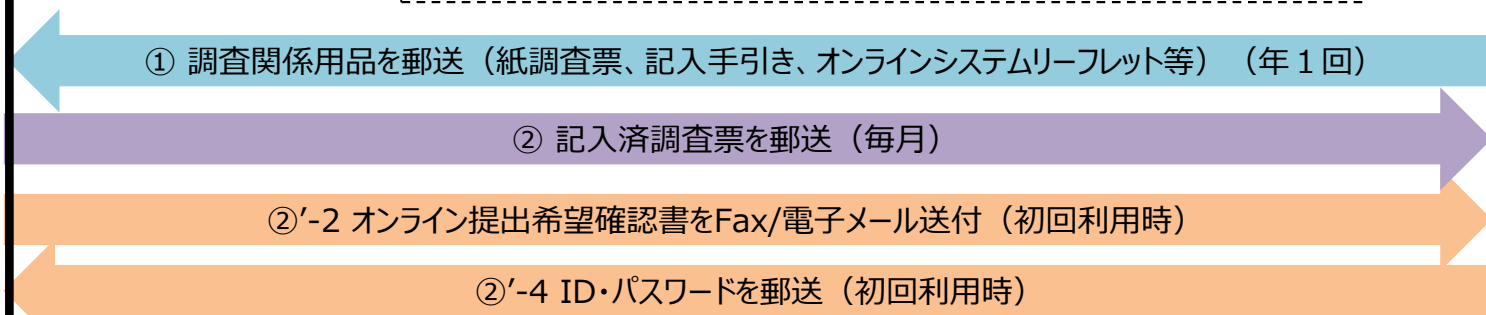 ① 調査関係用品を郵送（紙調査票、記入手引き、オンラインシステムリーフレット等）（年１回）
② 記入済調査票を郵送（毎月）
②’-2 オンライン提出希望確認書をFax/電子メール送付（初回利用時）
②’-4 ID・パスワードを郵送（初回利用時）